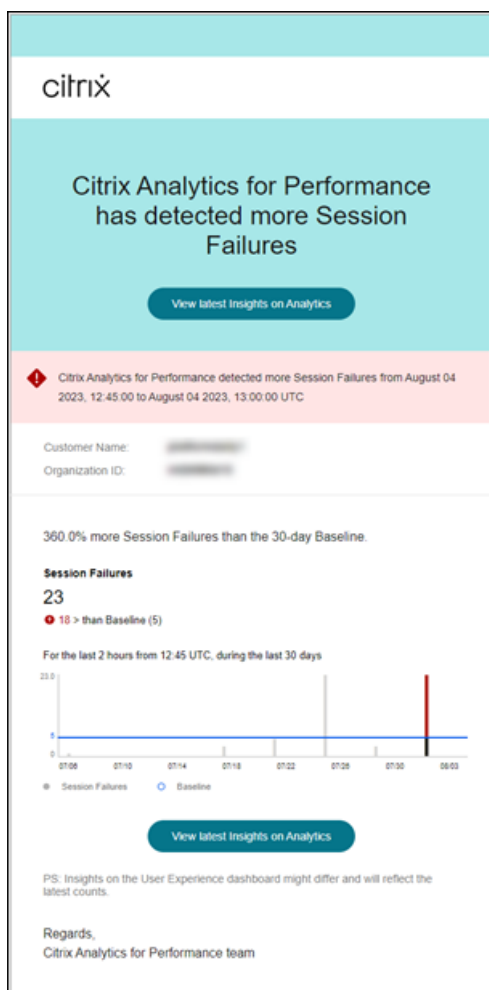 citrix
Citrix Analytics for Performance
has detected more Session
Failures
View latest Insights on Analytics
Citrix Analytics for Performance detected more Session Failures from August 04
2023, 12:45:00 to August 04 2023, 13:00:00 UTC
Customer Name:
Organization ID:
360.0% more Session Failures than the 30-day Baseline.
Session Failures
23
18 > than Baseline (5)
For the last 2 hours from 12:45 UTC, during the last 30 days
23.0
5
0
07/06 07/10 07/14 07/18 07/22 07/26 07/30 08/03
Session Failures Baseline
View latest Insights on Analytics
PS: Insights on the User Experience dashboard might differ and will reflect the
latest counts.
Regards,
Citrix Analytics for Performance team